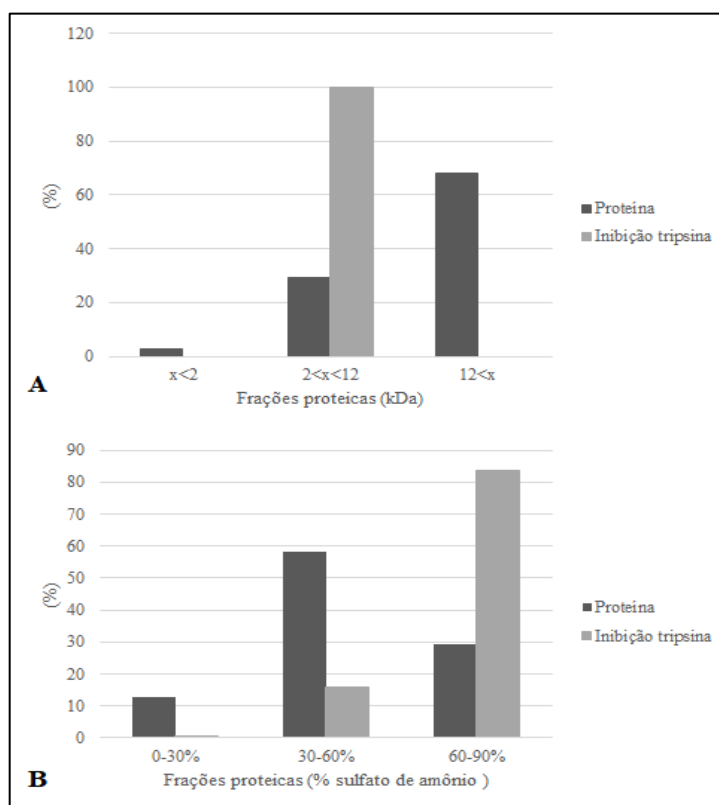 120
100
80
60
40
20
0
(%)
x<2 2<x<12 12<x
Frações proteicas (kDa)
Proteína
Inibição tripsina
A
90
80
70
60
50
40
30
20
10
0
(%)
0-30% 30-60% 60-90%
Frações proteicas (% sulfato de amônio )
Proteína
Inibição tripsina
B